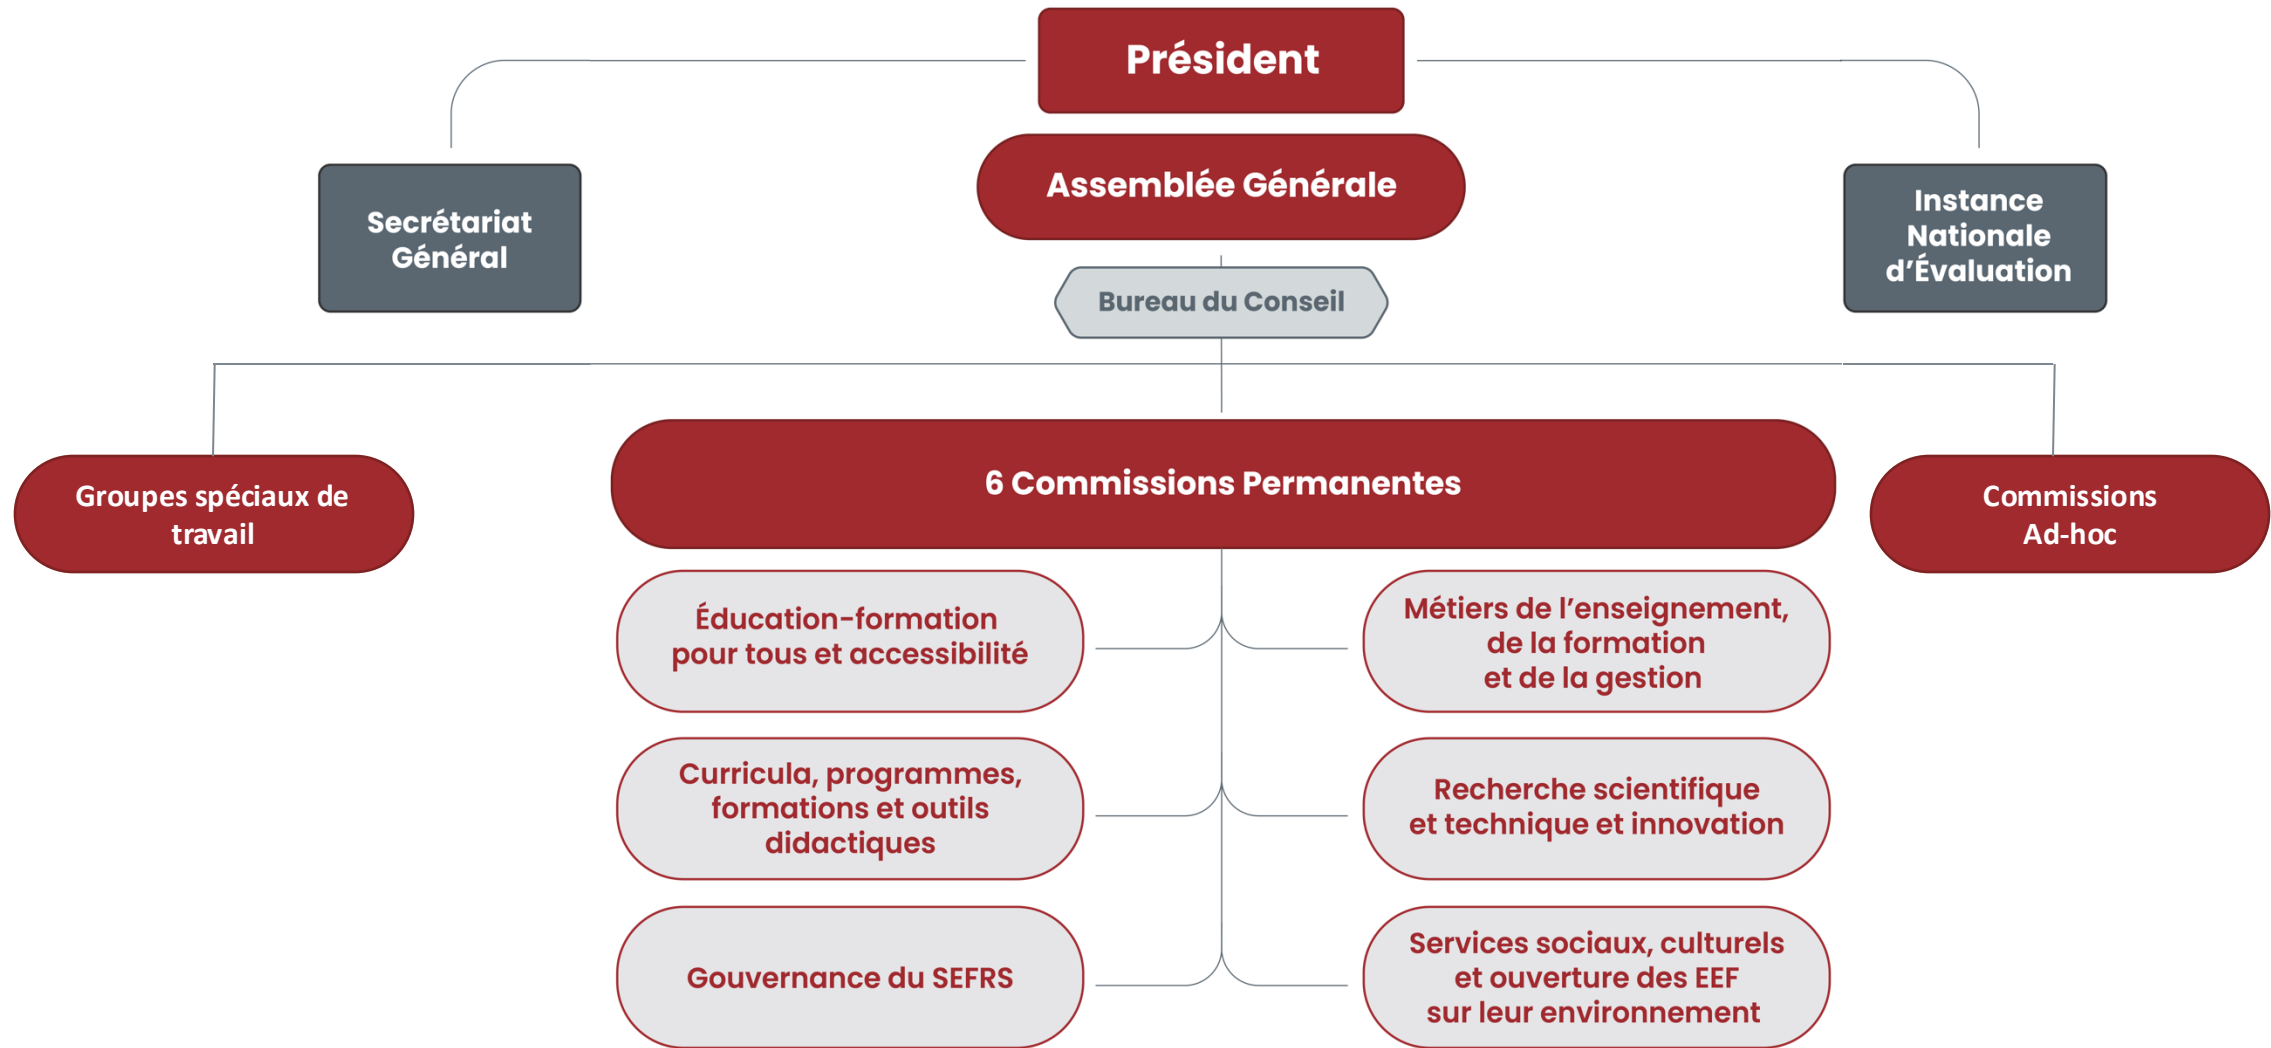 Président
Assemblée Générale
Secrétariat
Général
Instance
Nationale
d’Évaluation
Bureau du Conseil
Groupes spéciaux de
travail
6 Commissions Permanentes
Commissions
Ad-hoc
Éducation-formation
pour tous et accessibilité
Métiers de l’enseignement,
de la formation
et de la gestion
Curricula, programmes,
formations et outils
didactiques
Recherche scientifique
et technique et innovation
Gouvernance du SEFRS
Services sociaux, culturels
et ouverture des EEF
sur leur environnement